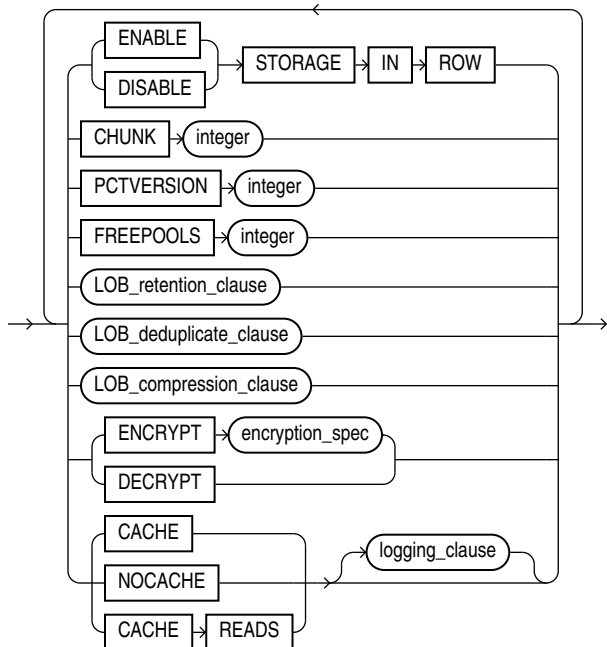 ENABLE
DISABLE
STORAGE IN ROW
CHUNK integer
PCTVERSION integer
FREEPOOLS integer
LOB_retention_clause
LOB_deduplicate_clause
LOB_compression_clause
ENCRYPT encryption_spec
DECRYPT
CACHE
NOCACHE
CACHE READS
logging_clause